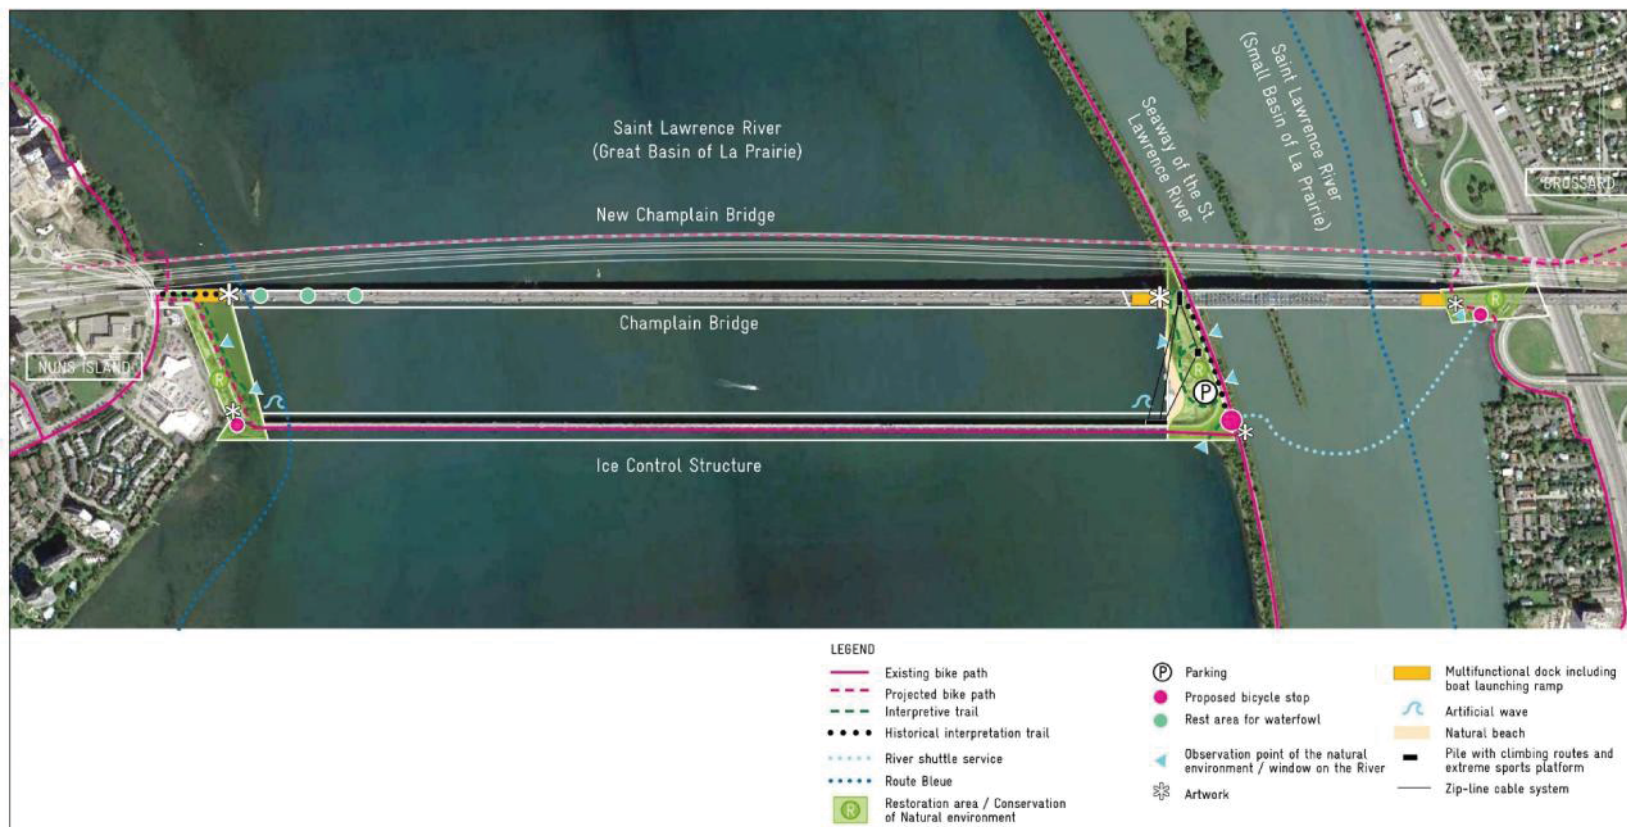 Saint Lawrence River
(Great Basin of La Prairie)
New Champlain Bridge
Seaway of the St.
Lawrence River
Saint Lawrence River
(Small Basin of La Prairie)
BROSSARD
Champlain Bridge
NUNS ISLAND
R
R
R
P
Ice Control Structure
LEGEND
Existing bike path
Projected bike path
Interpretive trail
Historical interpretation trail
River shuttle service
Route Bleue
R
Restoration area / Conservation
of Natural environment
P
Parking
Proposed bicycle stop
Rest area for waterfowl
Observation point of the natural
environment / window on the River
Artwork
Multifunctional dock including
boat launching ramp
Artificial wave
Natural beach
Pile with climbing routes and
extreme sports platform
Zip-line cable system